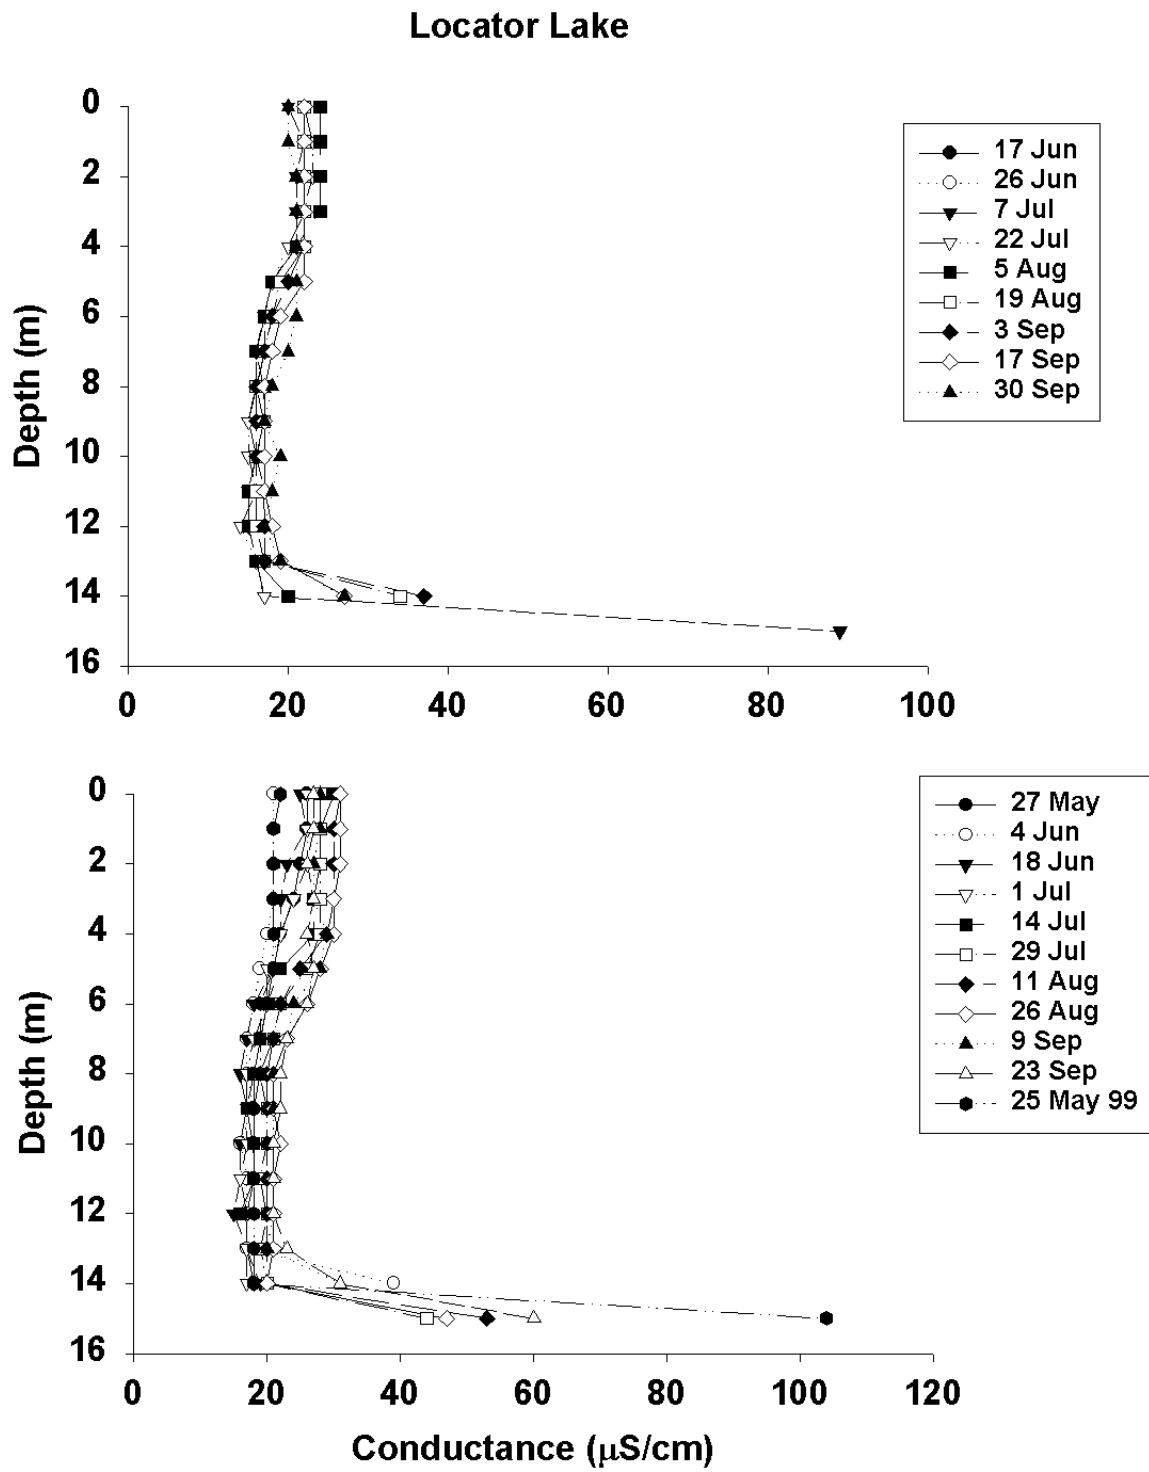 Locator Lake
0
2
4
6
8
10
12
14
16
Depth (m)
0
20
40
60
80
100
17 Jun
26 Jun
7 Jul
22 Jul
5 Aug
19 Aug
3 Sep
17 Sep
30 Sep
0
2
4
6
8
10
12
14
16
Depth (m)
0
20
40
60
80
100
120
Conductance (μS/cm)
27 May
4 Jun
18 Jun
1 Jul
14 Jul
29 Jul
11 Aug
26 Aug
9 Sep
23 Sep
25 May 99